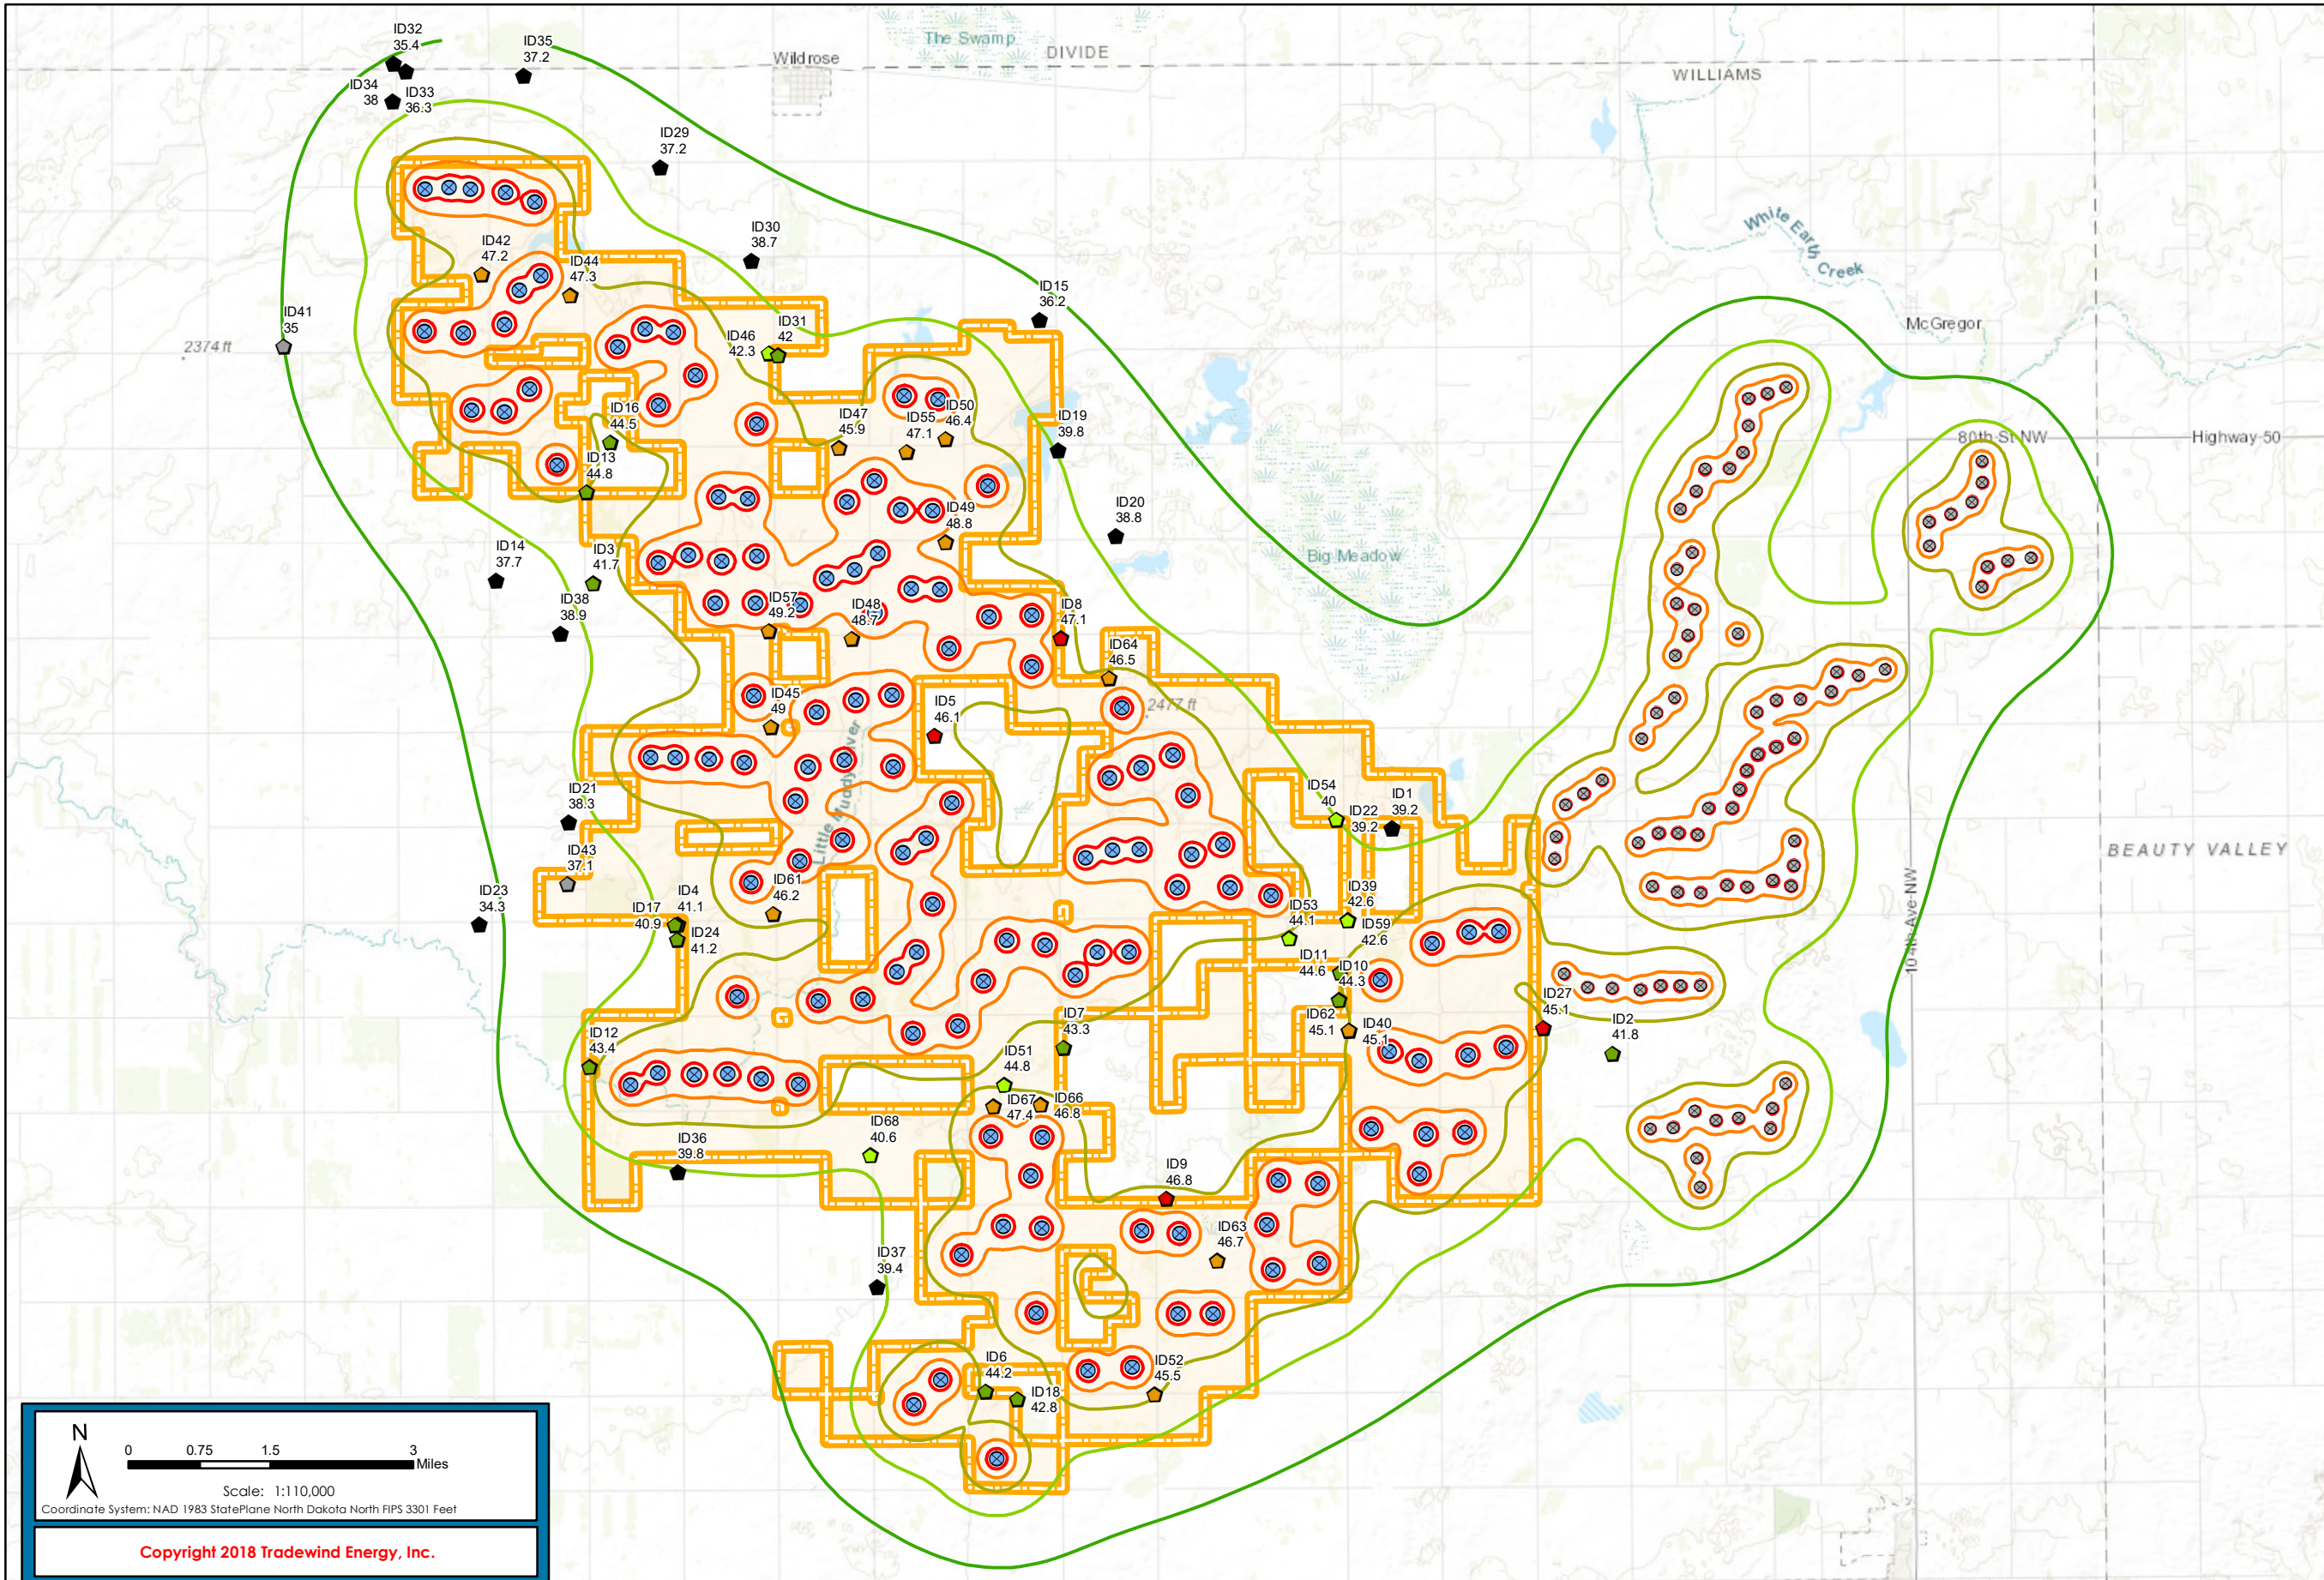 ID32
35.4
ID35
37.2
The Swamp
DIVIDE
Wildrose
WILLIAMS
ID34
38
ID33
36.3
ID29
37.2
White Earth Creek
ID30
38.7
ID42
47.2
ID44
47.3
ID15
36.2
ID41
35
2374 ft
ID46
42.3
ID31
42
McGregor
ID16
44.5
ID47
45.9
ID55
47.1
ID50
46.4
ID19
39.8
80th-St NW
Highway-50
ID13
44.8
ID49
48.8
ID20
38.8
Big Meadow
ID14
37.7
ID3
41.7
ID38
38.9
ID57
49.2
ID48
48.7
ID8
47.1
ID64
46.5
2477 ft
ID45
49
ID5
46.1
Little Muddy River
ID21
38.3
ID54
40
ID22
39.2
ID1
39.2
BEAUTY VALLEY
ID43
37.1
ID61
46.2
ID23
34.3
ID17
40.9
ID4
41.1
ID24
41.2
ID39
42.6
ID53
44.1
ID59
42.6
104th-Ave-NW
ID11
44.6
ID10
44.3
ID27
45.1
ID2
41.8
ID62
45.1
ID40
45.1
ID7
43.3
ID12
43.4
ID51
44.8
ID67
47.4
ID66
46.8
ID36
39.8
ID68
40.6
ID9
46.8
ID63
46.7
ID37
39.4
ID6
44.2
ID18
42.8
ID52
45.5
N
0 0.75 1.5 3
Miles
Scale: 1:110,000
Coordinate System: NAD 1983 StatePlane North Dakota North FIPS 3301 Feet
Copyright 2018 Tradewind Energy, Inc.